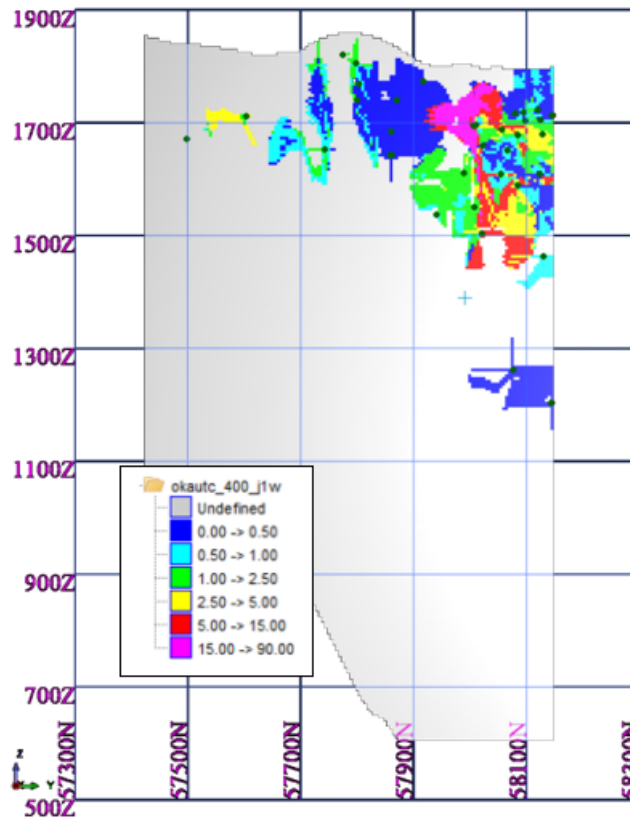 1900Z
1700Z
1500Z
1300Z
1100Z
okautc_400_j1w
Undefined
0.00 -> 0.50
0.50 -> 1.00
1.00 -> 2.50
2.50 -> 5.00
5.00 -> 15.00
15.00 -> 90.00
900Z
700Z
500Z
57300N
57500N
57700N
57900N
58100N
Z
Y